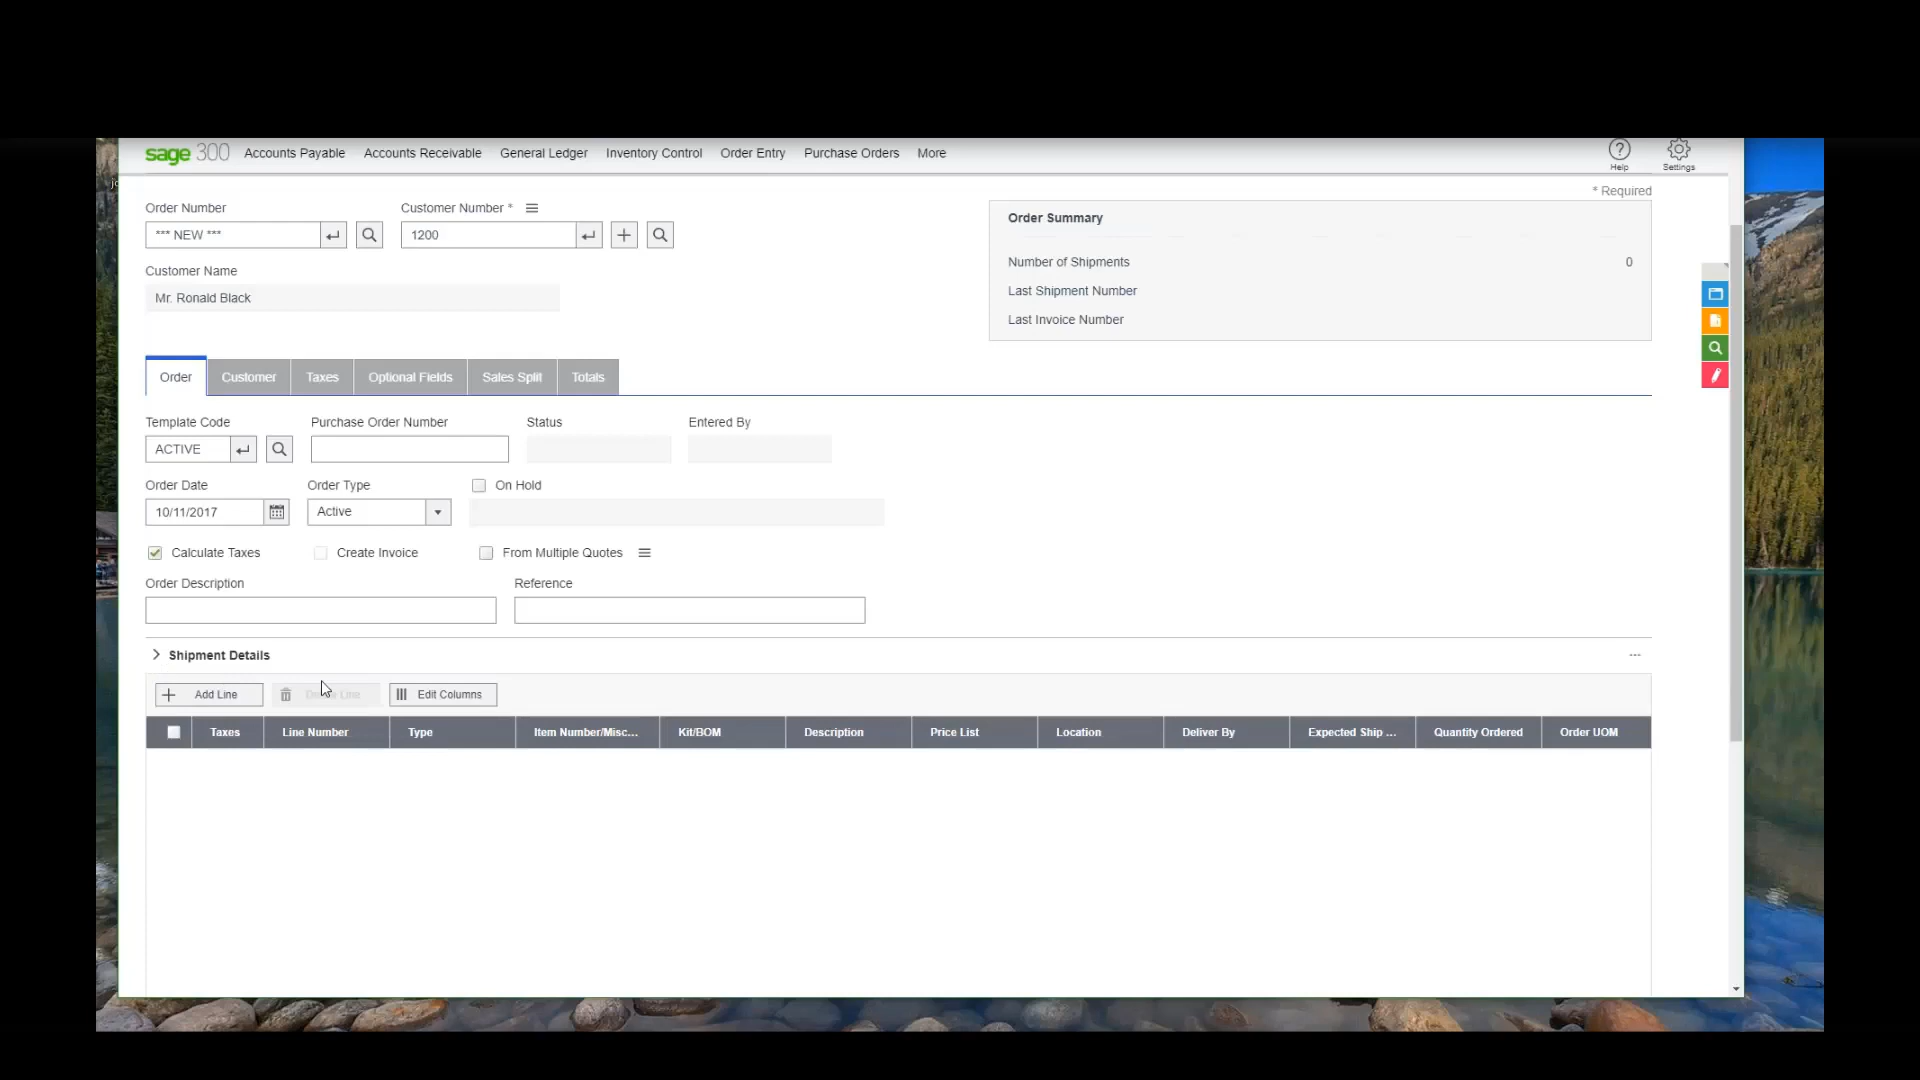 sage 300 Accounts Payable Accounts Receivable General Ledger Inventory Control Order Entry Purchase Orders More Help Settings
* Required
Order Number Customer Number *
*** NEW *** 1200
Customer Name
Mr. Ronald Black
Order Summary
Number of Shipments 0
Last Shipment Number
Last Invoice Number
Order Customer Taxes Optional Fields Sales Split Totals
Template Code Purchase Order Number Status Entered By
ACTIVE
Order Date Order Type On Hold
10/11/2017 Active
Calculate Taxes Create Invoice From Multiple Quotes
Order Description Reference
Shipment Details ...
Add Line Line Edit Columns
Taxes Line Number Type Item Number/Misc... Kit/BOM Description Price List Location Deliver By Expected Ship ... Quantity Ordered Order UOM